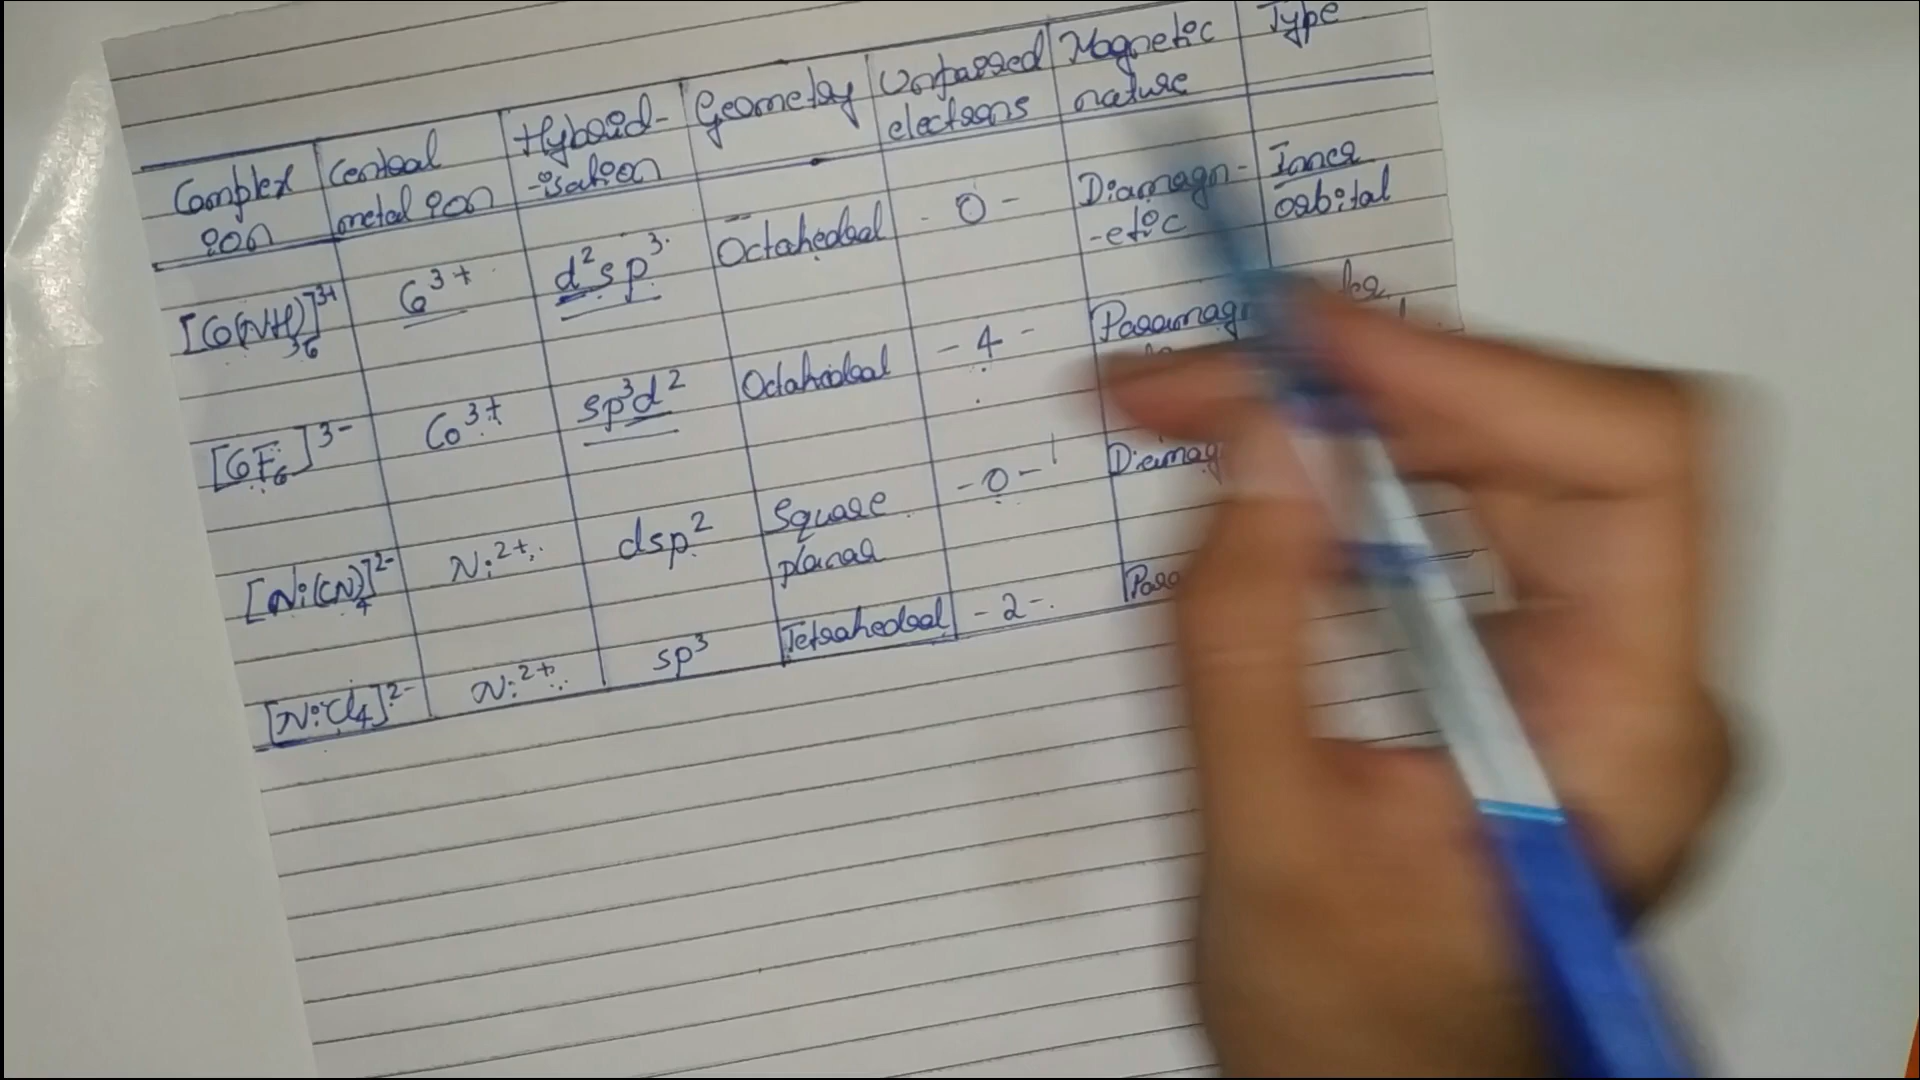 Complex ion | Central metal ion | Hybrid-isation | Geometry | Unpaired electrons | Magnetic nature | Type
[Co(NH3)6]3+ | Co3+ | d2sp3 | Octahedral | - 0 - | Diamagn-etic | Inner orbital
[CoF6]3- | Co3+ | sp3d2 | Octahedral | - 4 - | Paramagn
[Ni(CN)4]2- | Ni2+ | dsp2 | Square planar | - 0 - | Diamag
[NiCl4]2- | Ni2+ | sp3 | Tetrahedral | - 2 - | Para